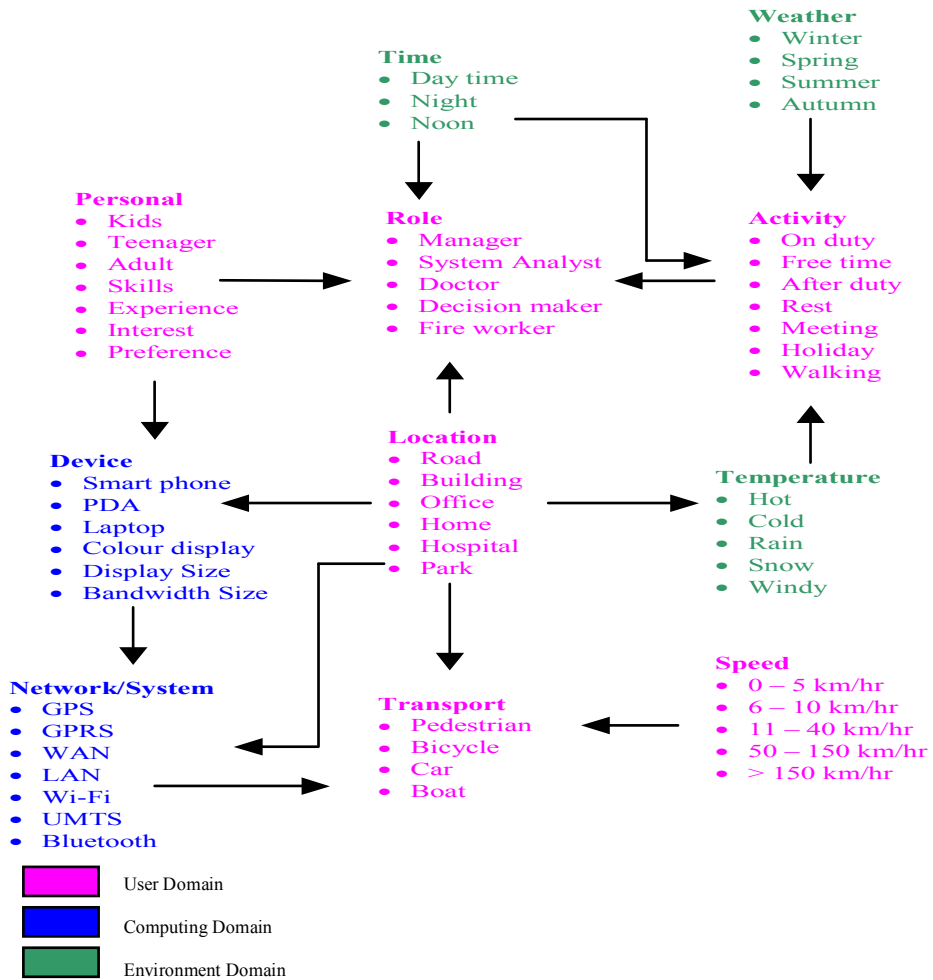 Weather
• Winter
• Spring
• Summer
• Autumn
Time
• Day time
• Night
• Noon
Personal
• Kids
• Teenager
• Adult
• Skills
• Experience
• Interest
• Preference
Role
• Manager
• System Analyst
• Doctor
• Decision maker
• Fire worker
Activity
• On duty
• Free time
• After duty
• Rest
• Meeting
• Holiday
• Walking
Device
• Smart phone
• PDA
• Laptop
• Colour display
• Display Size
• Bandwidth Size
Location
• Road
• Building
• Office
• Home
• Hospital
• Park
Temperature
• Hot
• Cold
• Rain
• Snow
• Windy
Network/System
• GPS
• GPRS
• WAN
• LAN
• Wi-Fi
• UMTS
• Bluetooth
Transport
• Pedestrian
• Bicycle
• Car
• Boat
Speed
• 0 – 5 km/hr
• 6 – 10 km/hr
• 11 – 40 km/hr
• 50 – 150 km/hr
• > 150 km/hr
User Domain
Computing Domain
Environment Domain